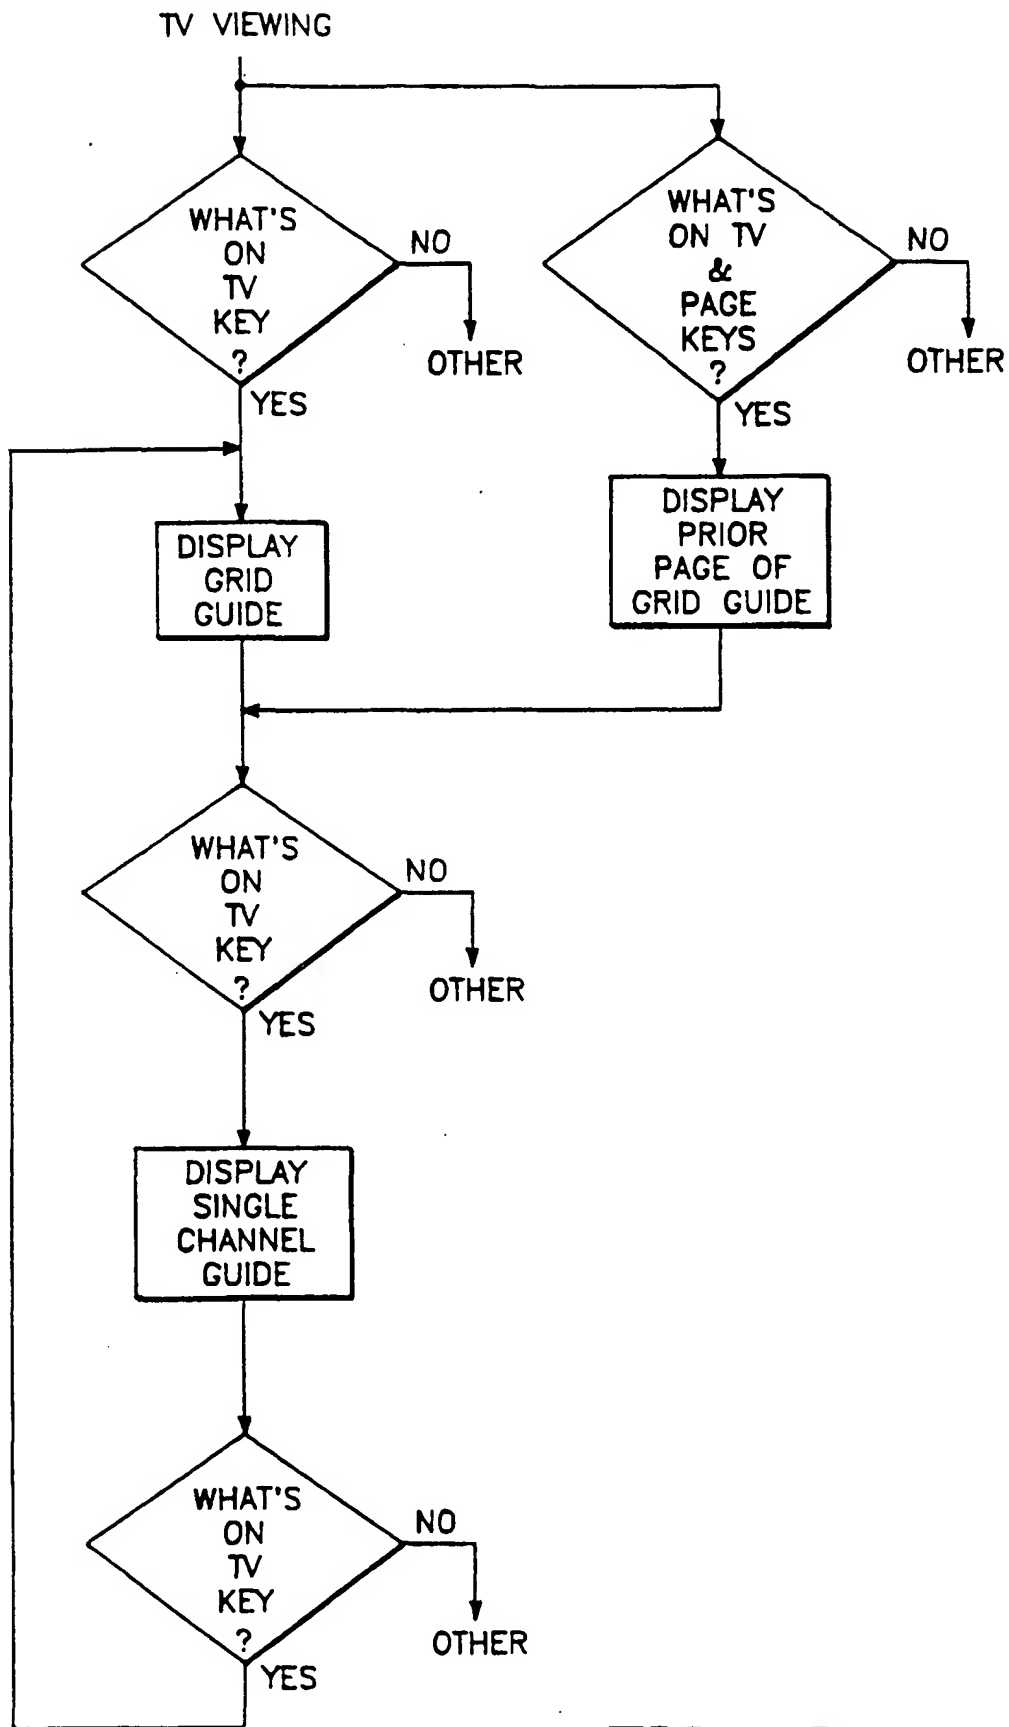 TV VIEWING
WHAT'S
ON
TV
KEY
?
NO
OTHER
YES
WHAT'S
ON TV
&
PAGE
KEYS
?
NO
OTHER
YES
DISPLAY
GRID
GUIDE
DISPLAY
PRIOR
PAGE OF
GRID GUIDE
WHAT'S
ON
TV
KEY
?
NO
OTHER
YES
DISPLAY
SINGLE
CHANNEL
GUIDE
WHAT'S
ON
TV
KEY
?
NO
OTHER
YES